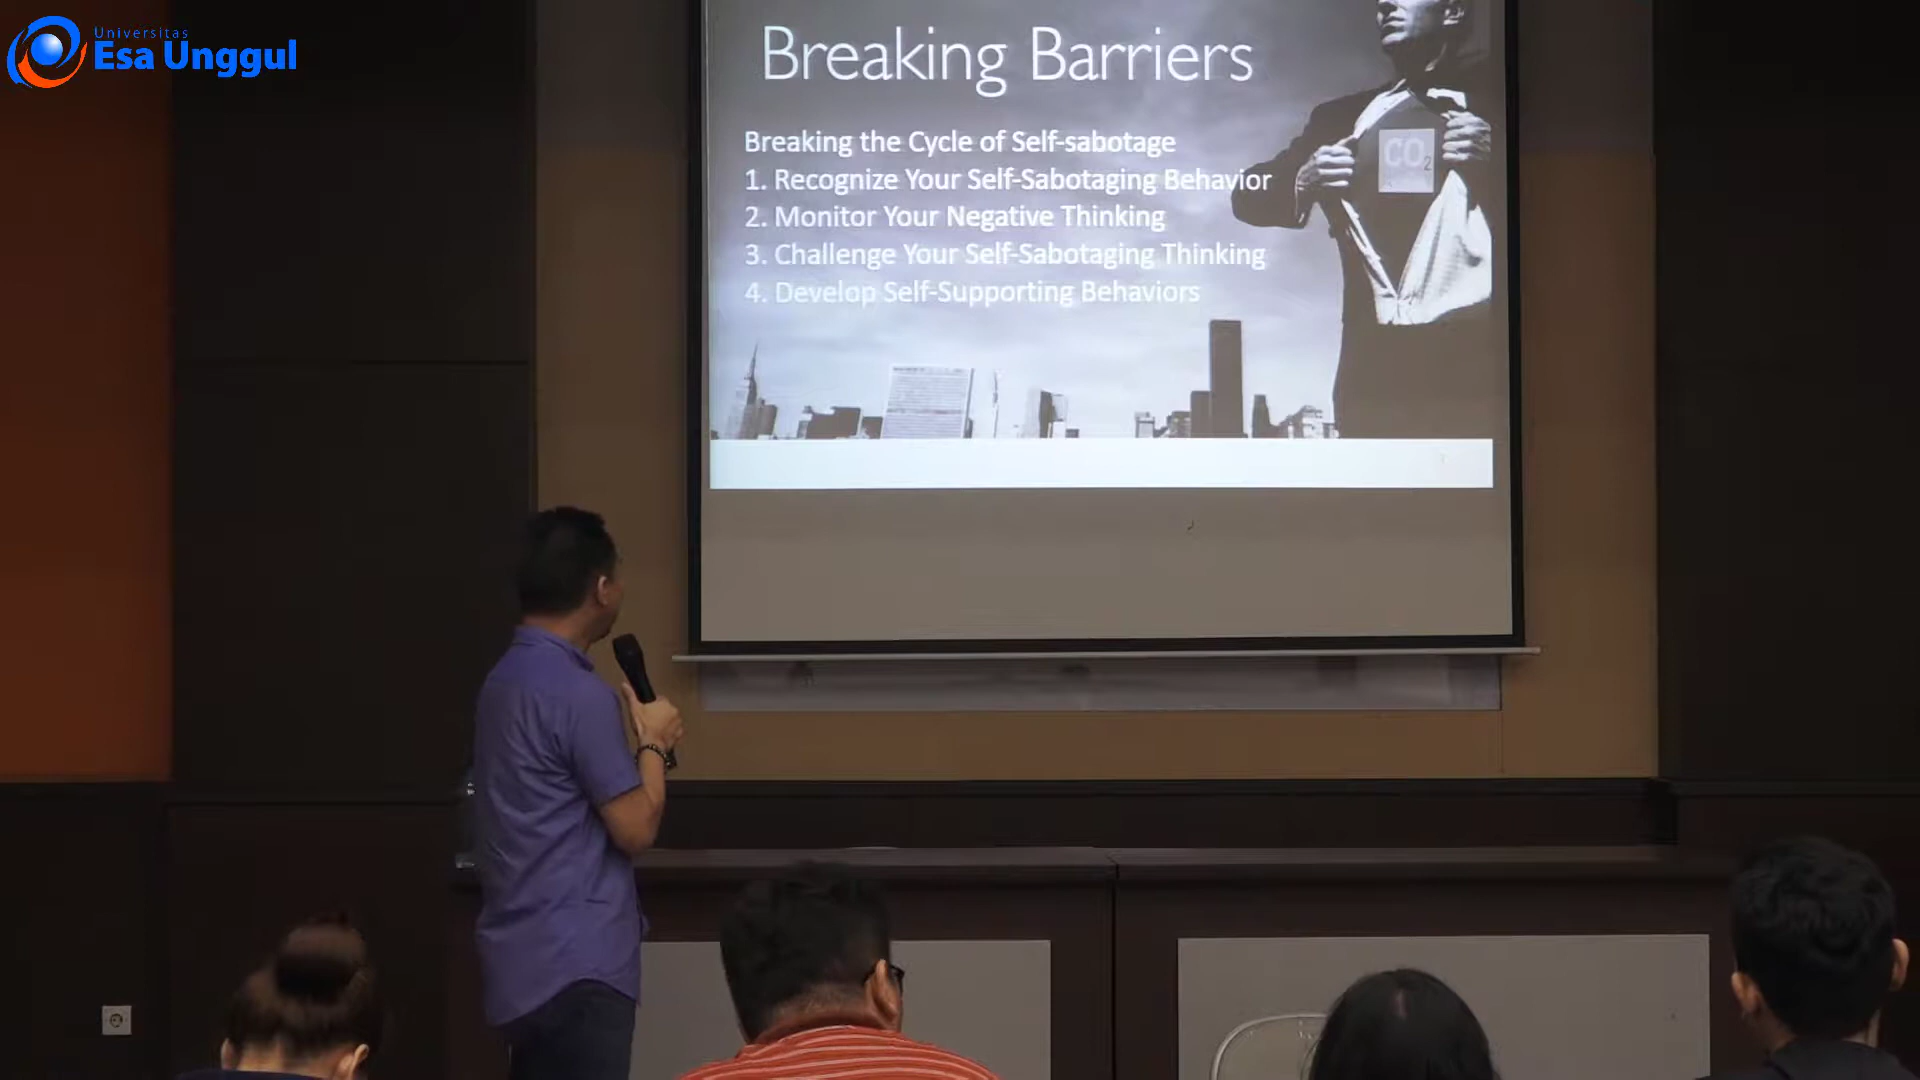 Universitas
Esa Unggul
Breaking Barriers
Breaking the Cycle of Self-sabotage
1. Recognize Your Self-Sabotaging Behavior
2. Monitor Your Negative Thinking
3. Challenge Your Self-Sabotaging Thinking
4. Develop Self-Supporting Behaviors
CO2